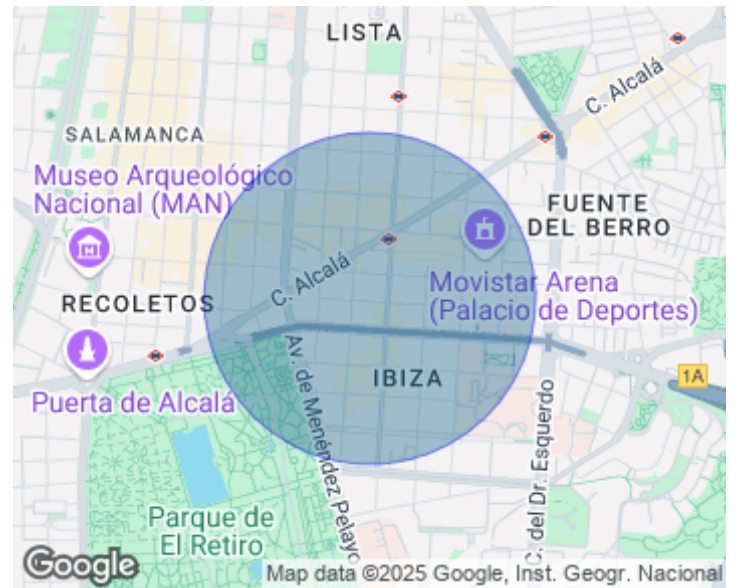 LISTA
C. Alcalá
SALAMANCA
Museo Arqueológico
Nacional (MAN)
FUENTE
DEL BERRO
C. Alcalá
Movistar Arena
(Palacio de Deportes)
RECOLETOS
Av. de Menéndez Pelayo
IBIZA
1A
Puerta de Alcalá
C. del Dr. Esquerdo
Parque de
El Retiro
Google
Map data ©2025 Google, Inst. Geogr. Nacional